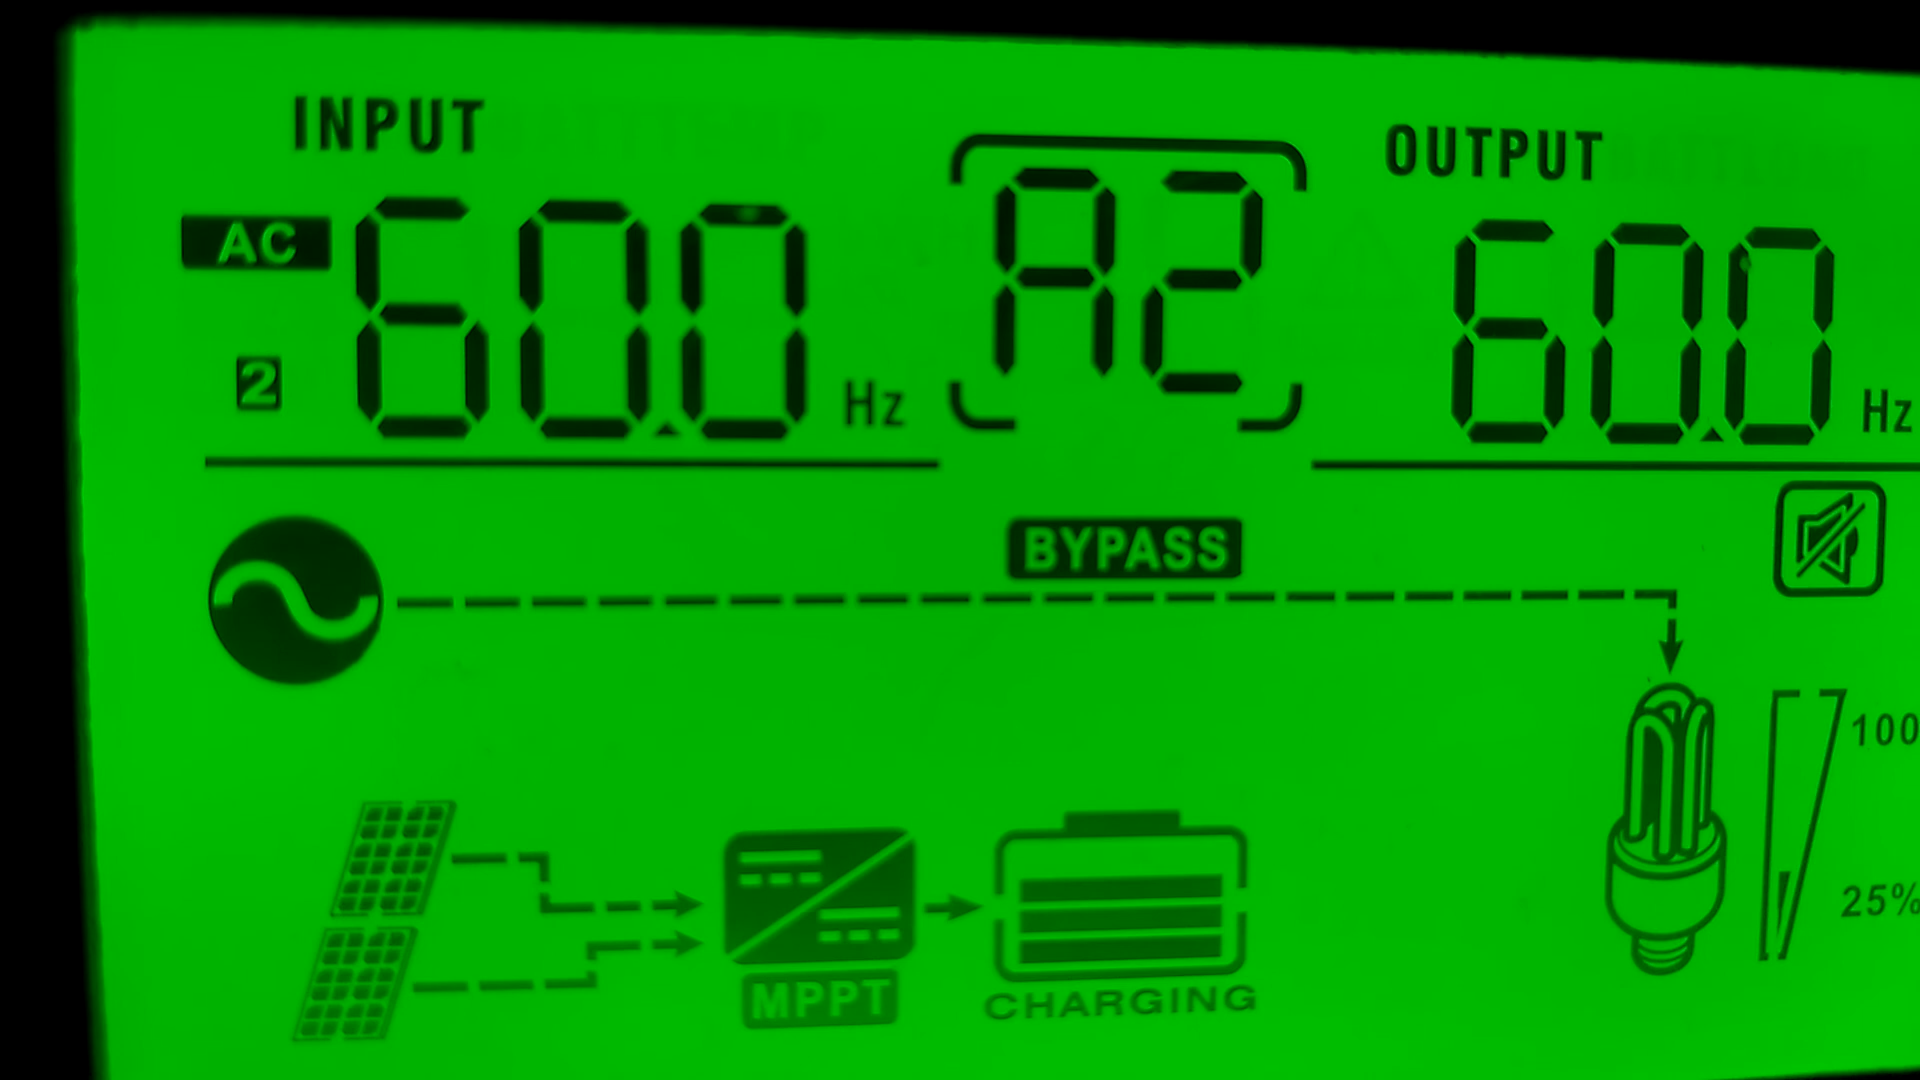 INPUT
OUTPUT
AC
2
60.0 Hz
A2
60.0 Hz
BYPASS
100
25%
MPPT
CHARGING